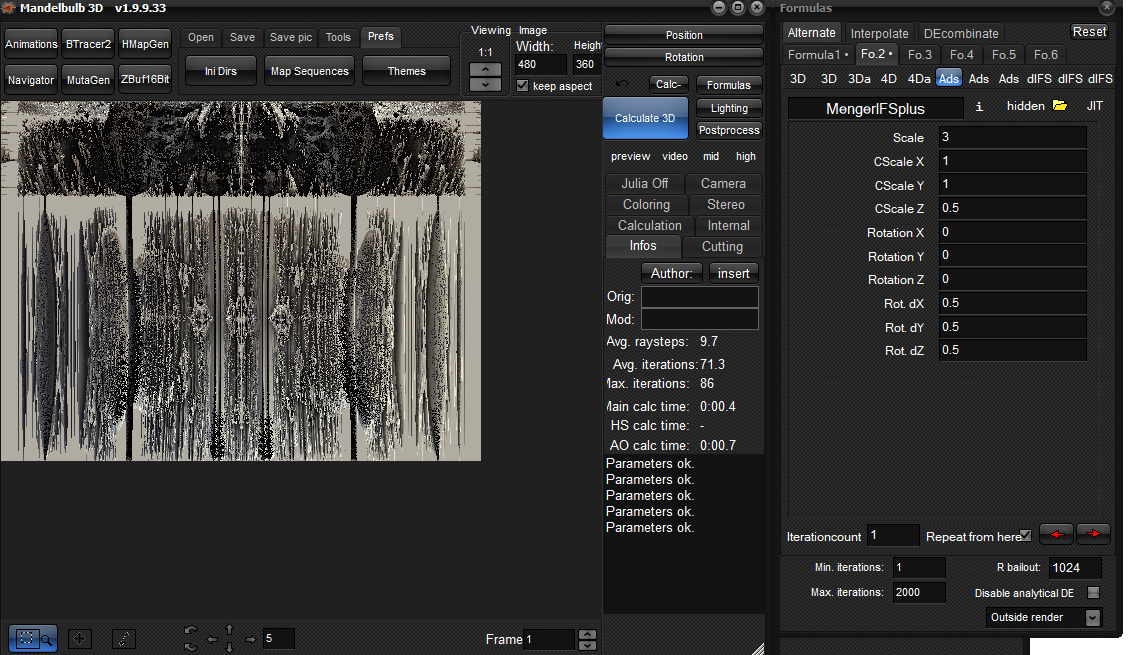 Mandelbulb 3D v1.9.9.33
Animations BTracer2 HMapGen
Navigator MutaGen ZBuf16Bit
Open Save Save pic Tools Prefs
Ini Dirs Map Sequences Themes
Viewing Image
1:1 Width: Heigh
480 360
keep aspect
Position
Rotation
Calc- Formulas
Calculate 3D Lighting
Postprocess
preview video mid high
Julia Off Camera
Coloring Stereo
Calculation Internal
Infos Cutting
Author: insert
Orig:
Mod:
Avg. raysteps: 9.7
Avg. iterations: 71.3
Max. iterations: 86
Main calc time: 0:00.4
HS calc time: -
AO calc time: 0:00.7
Parameters ok.
Parameters ok.
Parameters ok.
Parameters ok.
Parameters ok.
5
Frame 1
Formulas
Alternate Interpolate DEcombinate Reset
Formula1 • Fo.2 • Fo.3 Fo.4 Fo.5 Fo.6
3D 3D 3Da 4D 4Da Ads Ads Ads dIFS dIFS dIFS
MengerIFSplus i hidden JIT
Scale 3
CScale X 1
CScale Y 1
CScale Z 0.5
Rotation X 0
Rotation Y 0
Rotation Z 0
Rot. dX 0.5
Rot. dY 0.5
Rot. dZ 0.5
Iterationcount 1 Repeat from here
Min. iterations: 1 R bailout: 1024
Max. iterations: 2000 Disable analytical DE
Outside render